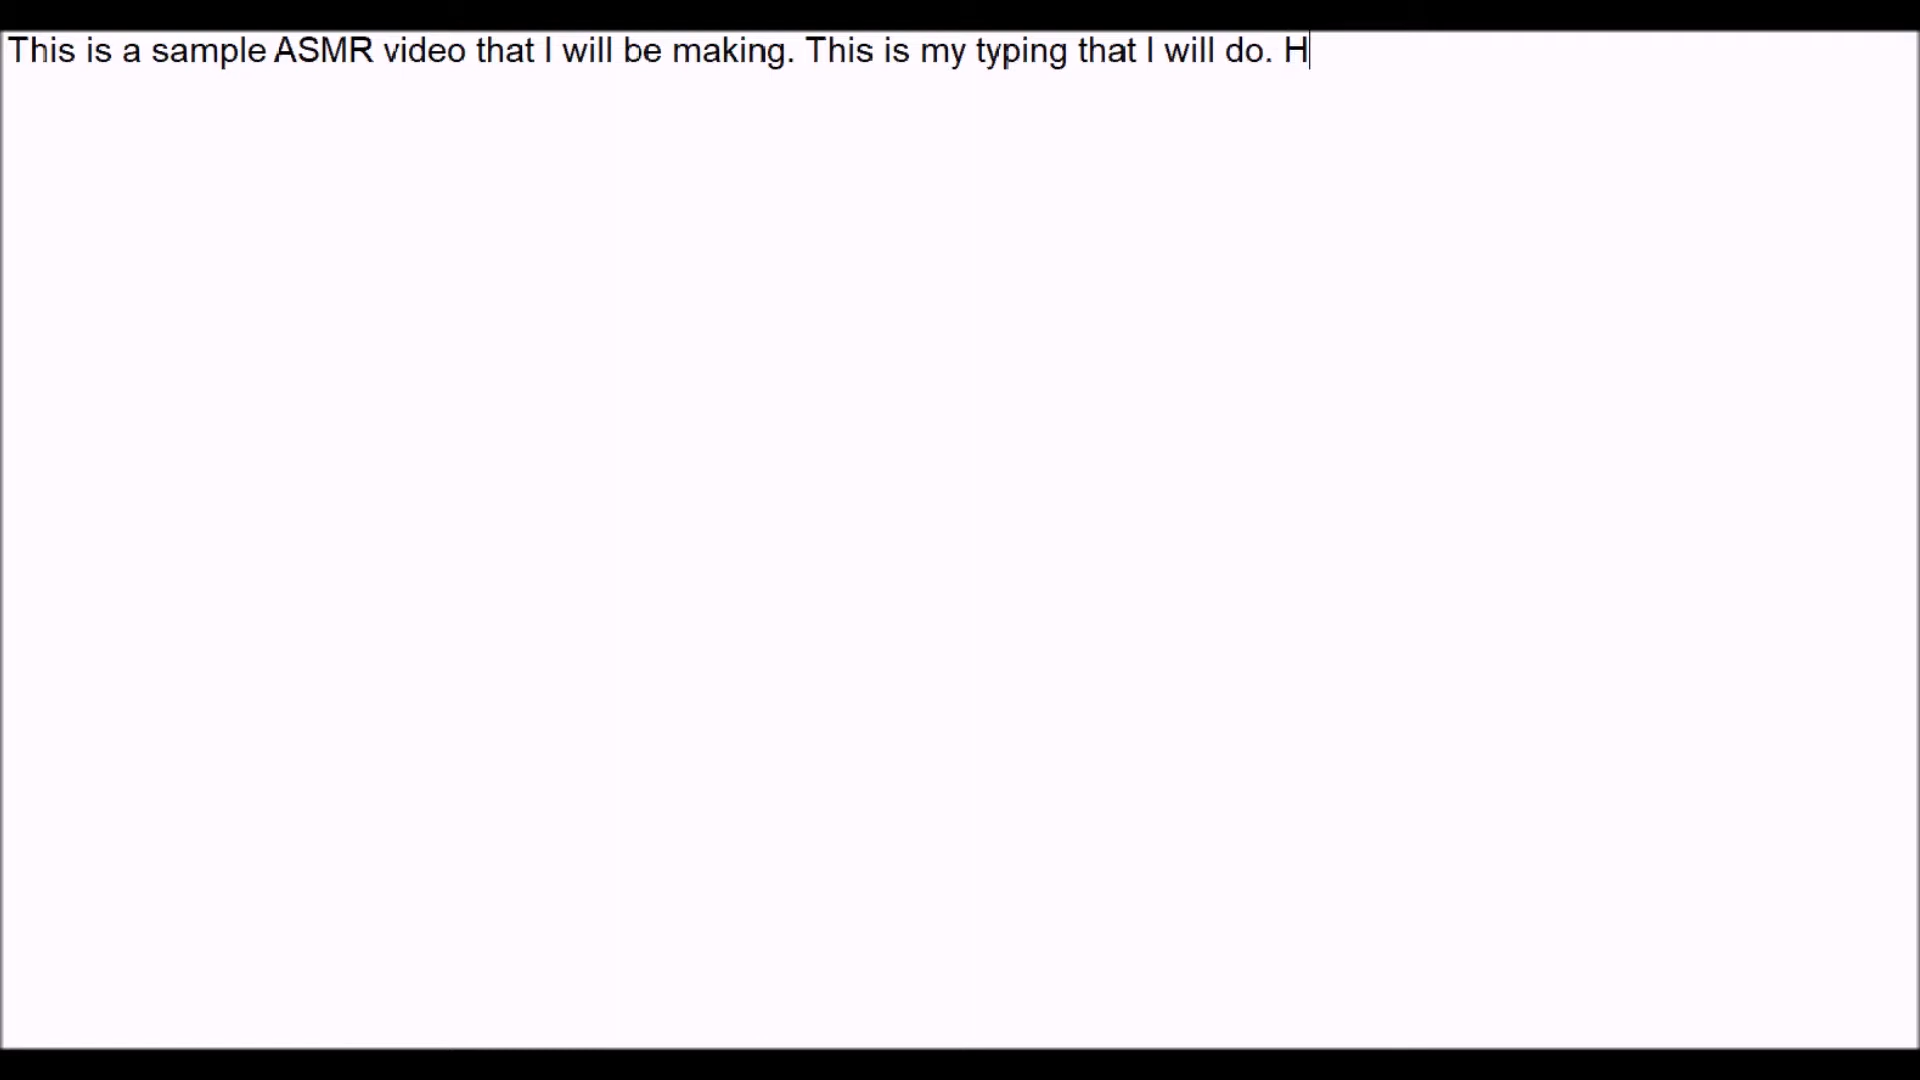 This is a sample ASMR video that I will be making. This is my typing that I will do. H